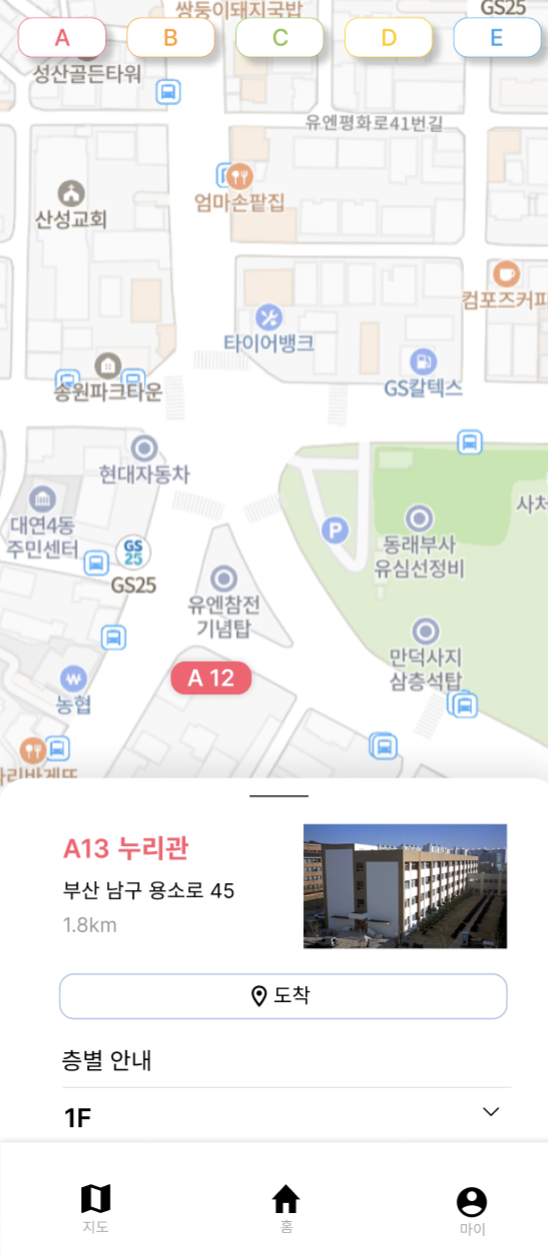 쌍둥이돼지국밥
GS25
A
B
C
D
E
성산골든타워
유엔평화로41번길
P
엄마손팥집
산성교회
컴포즈커피
타이어뱅크
GS칼텍스
송원파크타운
현대자동차
대연4동
주민센터
GS
25
GS25
P
사처
동래부사
유심선정비
유엔참전
기념탑
만덕사지
삼층석탑
A 12
₩
농협
파리바게뜨
A13 누리관
부산 남구 용소로 45
1.8km
도착
층별 안내
1F
지도
홈
마이